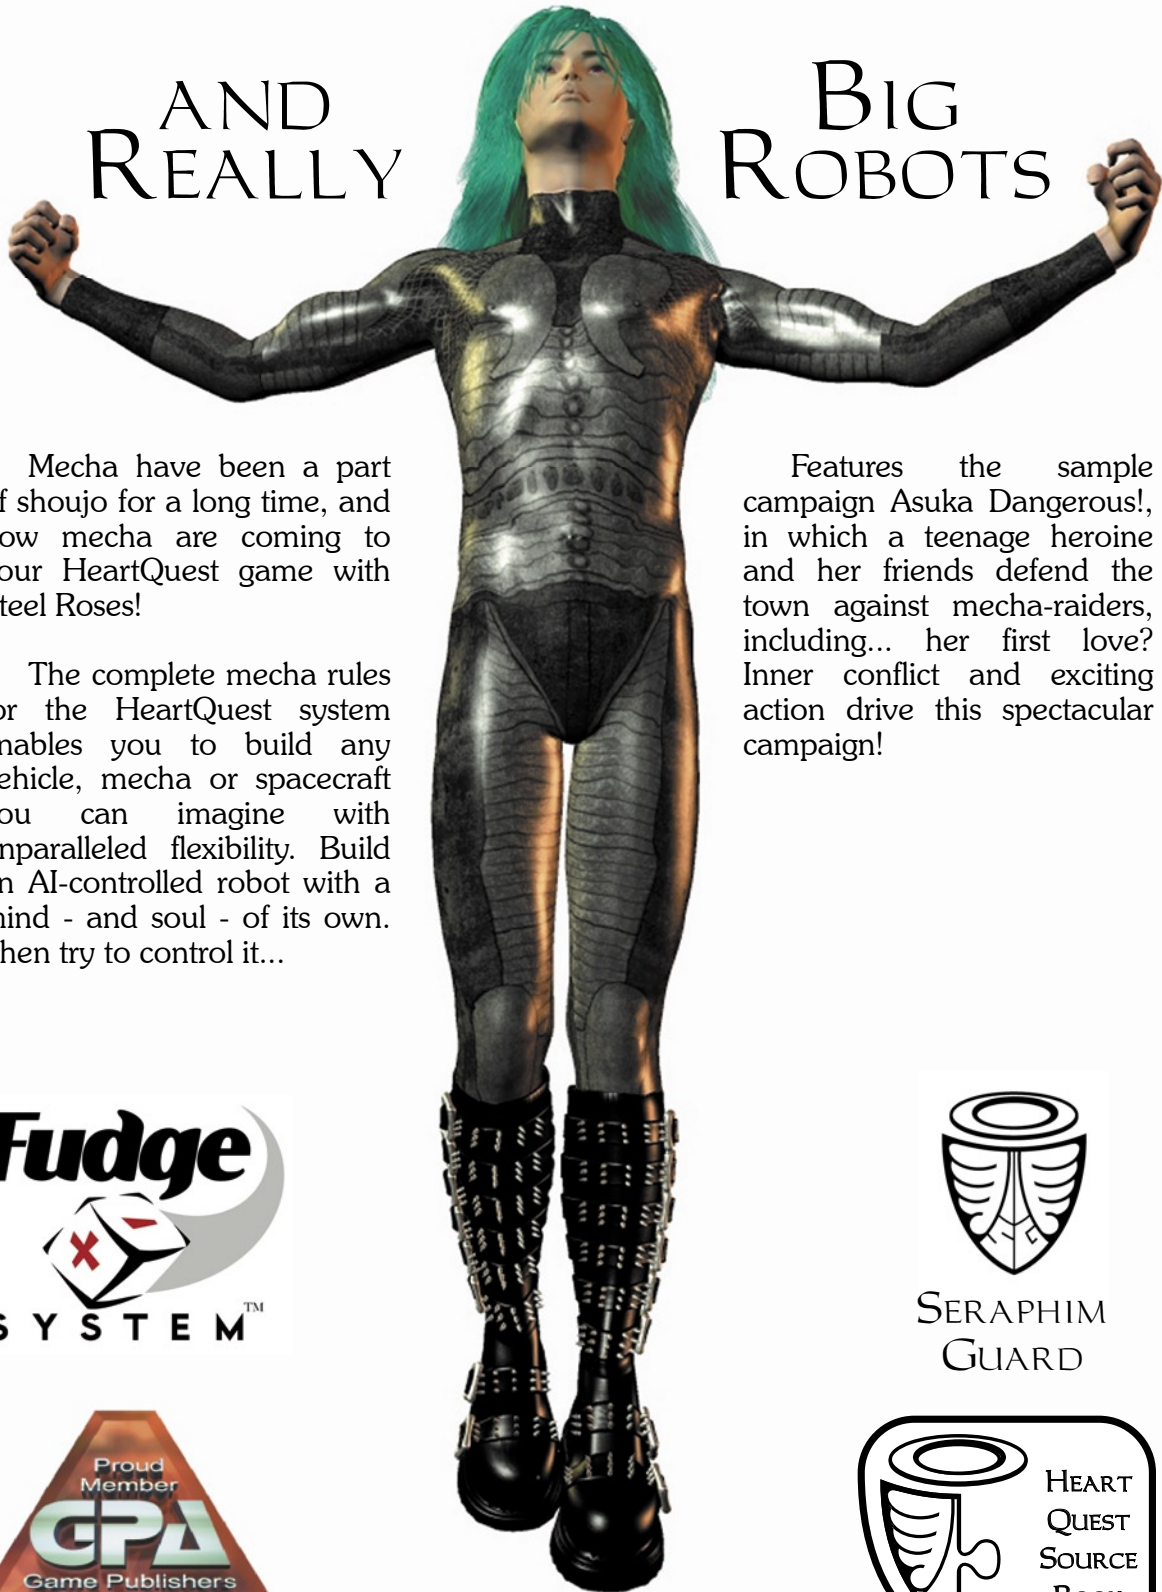 AND
REALLY
BIG
ROBOTS
Mecha have been a part
f shoujo for a long time, and
ow mecha are coming to
our HeartQuest game with
teel Roses!
The complete mecha rules
or the HeartQuest system
nables you to build any
ehicle, mecha or spacecraft
ou can imagine with
nparalleled flexibility. Build
n AI-controlled robot with a
ind - and soul - of its own.
hen try to control it...
Features the sample
campaign Asuka Dangerous!,
in which a teenage heroine
and her friends defend the
town against mecha-raiders,
including... her first love?
Inner conflict and exciting
action drive this spectacular
campaign!
Fudge
SYSTEM™
SERAPHIM
GUARD
Proud
Member
GPA
Game Publishers
HEART
QUEST
SOURCE